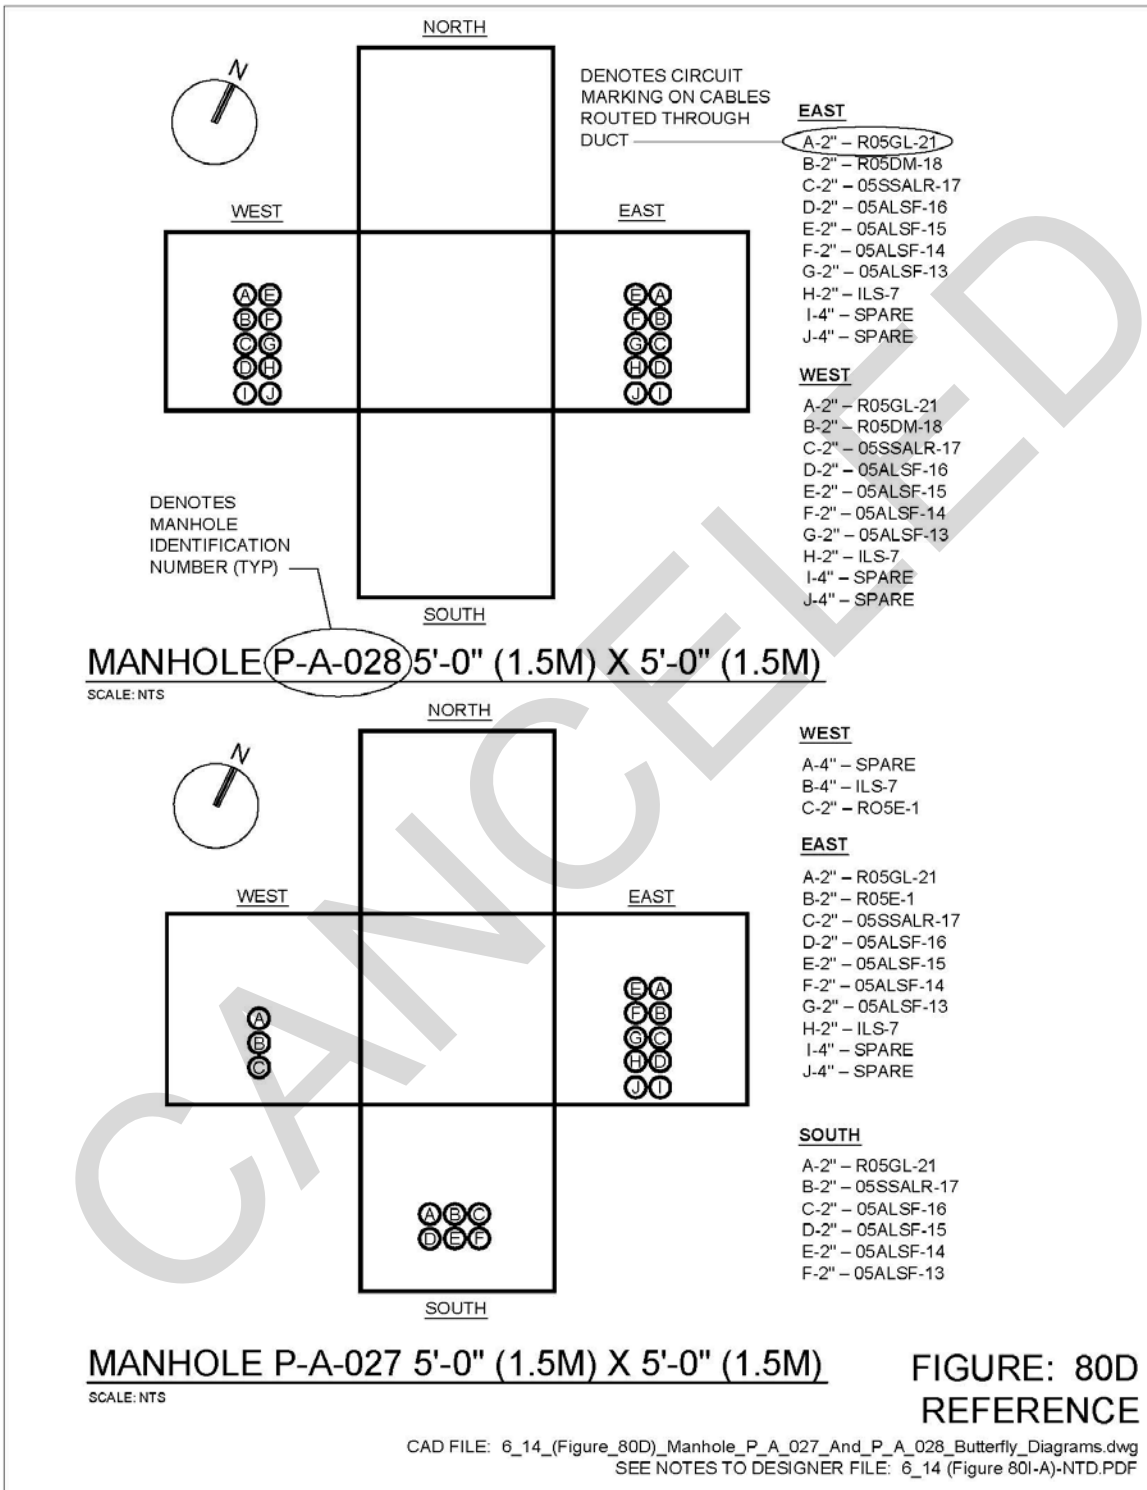 NORTH
N
DENOTES CIRCUIT
MARKING ON CABLES
ROUTED THROUGH
DUCT
EAST
A-2" – R05GL-21
B-2" – R05DM-18
C-2" – 05SSALR-17
D-2" – 05ALSF-16
E-2" – 05ALSF-15
F-2" – 05ALSF-14
G-2" – 05ALSF-13
H-2" – ILS-7
I-4" – SPARE
J-4" – SPARE
WEST
EAST
A E
B F
C G
D H
I J
E A
F B
G C
H D
J I
WEST
A-2" – R05GL-21
B-2" – R05DM-18
C-2" – 05SSALR-17
D-2" – 05ALSF-16
E-2" – 05ALSF-15
F-2" – 05ALSF-14
G-2" – 05ALSF-13
H-2" – ILS-7
I-4" – SPARE
J-4" – SPARE
DENOTES
MANHOLE
IDENTIFICATION
NUMBER (TYP)
SOUTH
MANHOLE P-A-028 5'-0" (1.5M) X 5'-0" (1.5M)
SCALE: NTS
NORTH
N
WEST
A-4" – SPARE
B-4" – ILS-7
C-2" – RO5E-1
EAST
A-2" – R05GL-21
B-2" – R05E-1
C-2" – 05SSALR-17
D-2" – 05ALSF-16
E-2" – 05ALSF-15
F-2" – 05ALSF-14
G-2" – 05ALSF-13
H-2" – ILS-7
I-4" – SPARE
J-4" – SPARE
WEST
EAST
A
B
C
E A
F B
G C
H D
J I
SOUTH
A-2" – R05GL-21
B-2" – 05SSALR-17
C-2" – 05ALSF-16
D-2" – 05ALSF-15
E-2" – 05ALSF-14
F-2" – 05ALSF-13
A B C
D E F
SOUTH
MANHOLE P-A-027 5'-0" (1.5M) X 5'-0" (1.5M)
SCALE: NTS
FIGURE: 80D
REFERENCE
CAD FILE: 6_14_(Figure_80D)_Manhole_P_A_027_And_P_A_028_Butterfly_Diagrams.dwg
SEE NOTES TO DESIGNER FILE: 6_14 (Figure 80I-A)-NTD.PDF
CANCELED